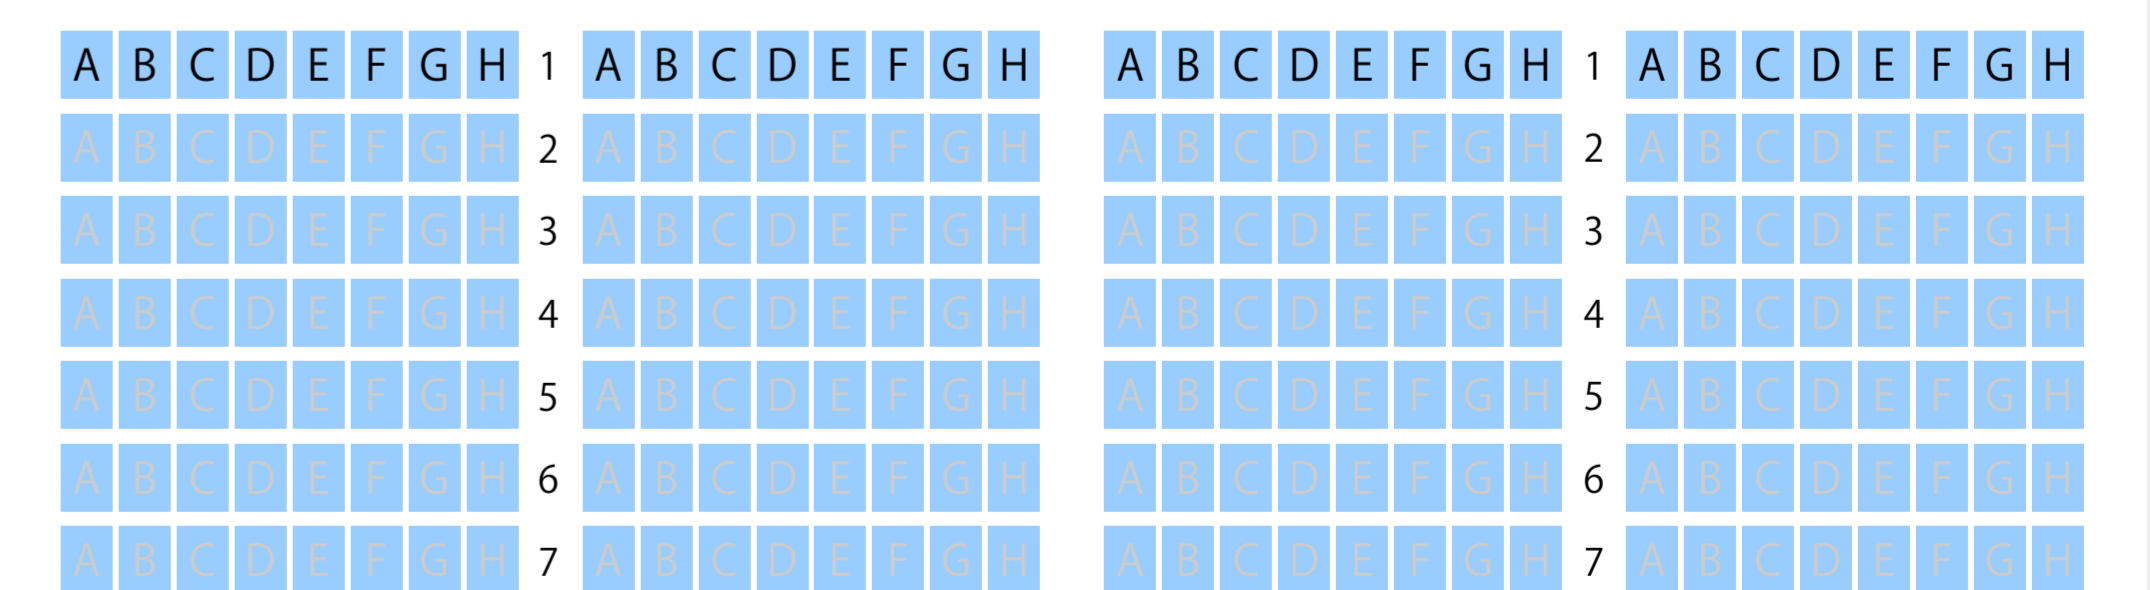 A B C D E F G H 1 A B C D E F G H A B C D E F G H 1 A B C D E F G H
A B C D E F G H 2 A B C D E F G H A B C D E F G H 2 A B C D E F G H
A B C D E F G H 3 A B C D E F G H A B C D E F G H 3 A B C D E F G H
A B C D E F G H 4 A B C D E F G H A B C D E F G H 4 A B C D E F G H
A B C D E F G H 5 A B C D E F G H A B C D E F G H 5 A B C D E F G H
A B C D E F G H 6 A B C D E F G H A B C D E F G H 6 A B C D E F G H
A B C D E F G H 7 A B C D E F G H A B C D E F G H 7 A B C D E F G H